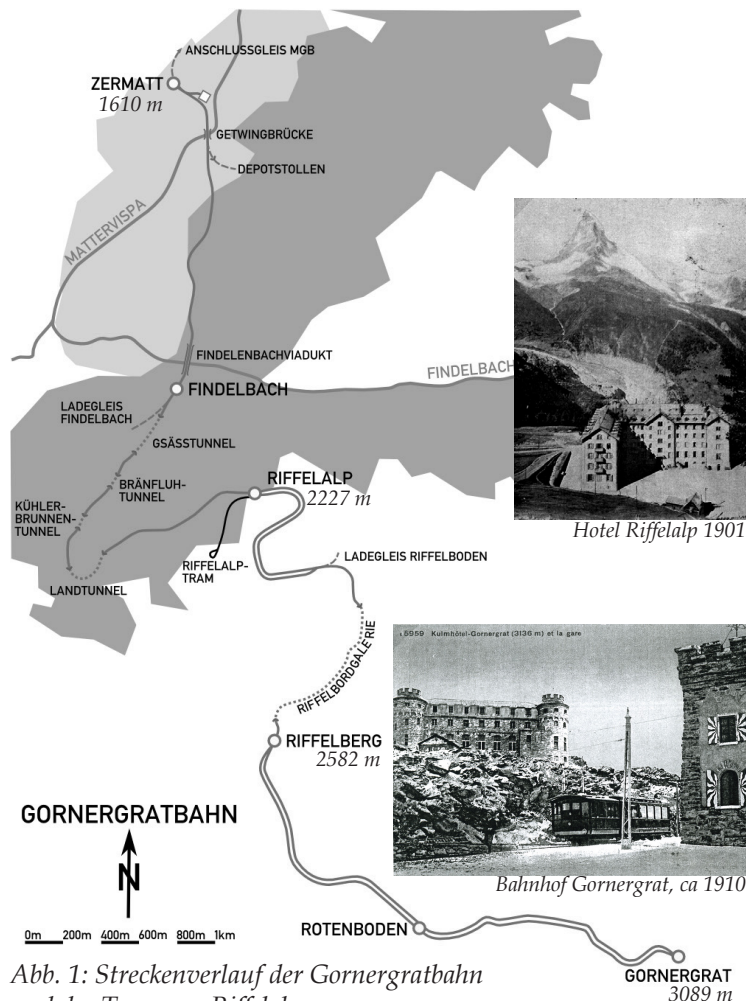 ANSCHLUSSGLEIS MGB
ZERMATT
1610 m
GETWINGBRÜCKE
DEPOTSTOLLEN
MATTERVISPA
FINDELENBACHVIADUKT
FINDELBACH
FINDELBACH
LADEGLEIS
FINDELBACH
GSÄSSTUNNEL
BRÄNFLUH-
TUNNEL
KÜHLER-
BRUNNEN-
TUNNEL
LANDTUNNEL
RIFFELALP
2227 m
RIFFELALP-
TRAM
LADEGLEIS RIFFELBODEN
Hotel Riffelalp 1901
RIFFELBORDGALERIE
5959 Kulmhôtel-Gornergrat (3136 m) et la gare
RIFFELBERG
2582 m
GORNERGRATBAHN
N
Bahnhof Gornergrat, ca 1910
ROTENBODEN
0m 200m 400m 600m 800m 1km
GORNERGRAT
3089 m
Abb. 1: Streckenverlauf der Gornergratbahn